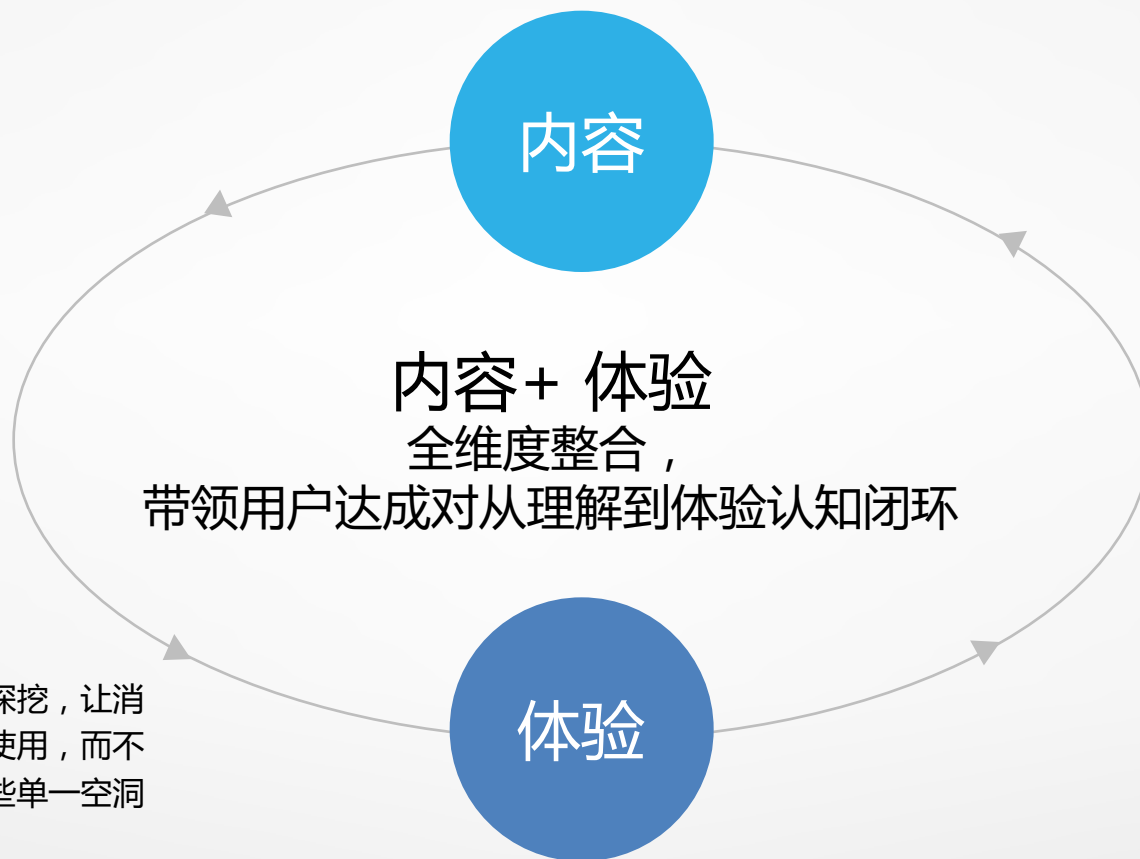 内容
内容+ 体验
全维度整合，
带领用户达成对从理解到体验认知闭环
体验
深挖，让消
使用，而不
些单一空洞